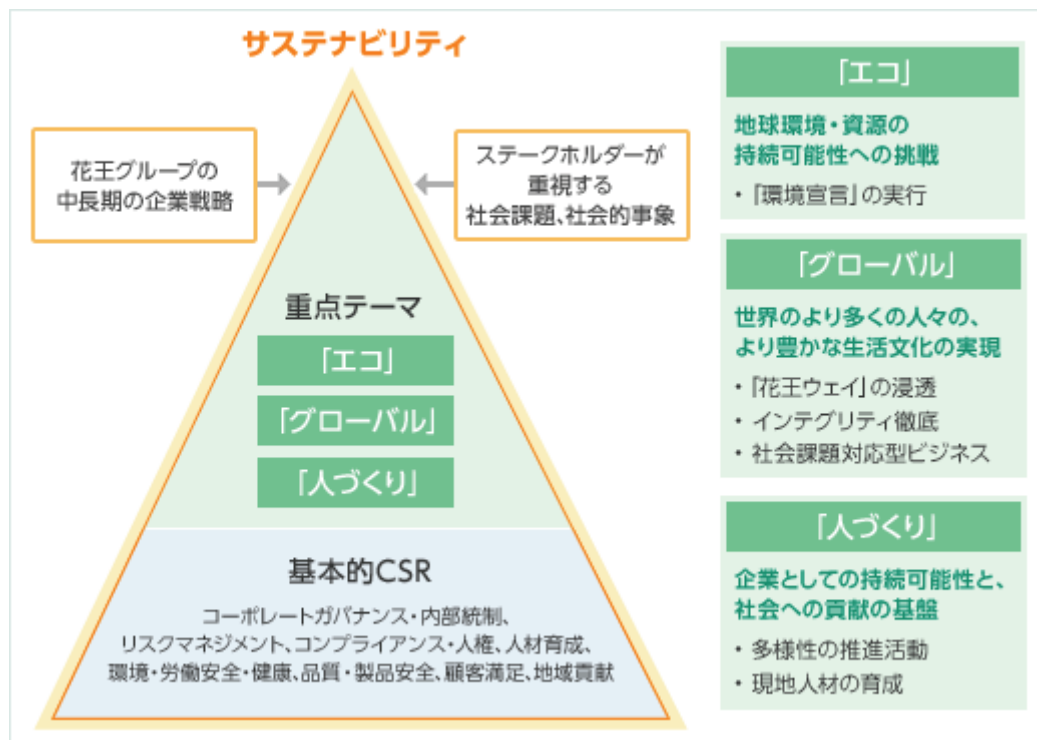 サステナビリティ
花王グループの
中長期の企業戦略
ステークホルダーが
重視する
社会課題、社会的事象
重点テーマ
「エコ」
「グローバル」
「人づくり」
基本的CSR
コーポレートガバナンス・内部統制、
リスクマネジメント、コンプライアンス・人権、人材育成、
環境・労働安全・健康、品質・製品安全、顧客満足、地域貢献
「エコ」
地球環境・資源の
持続可能性への挑戦
・「環境宣言」の実行
「グローバル」
世界のより多くの人々の、
より豊かな生活文化の実現
・「花王ウェイ」の浸透
・インテグリティ徹底
・社会課題対応型ビジネス
「人づくり」
企業としての持続可能性と、
社会への貢献の基盤
・多様性の推進活動
・現地人材の育成